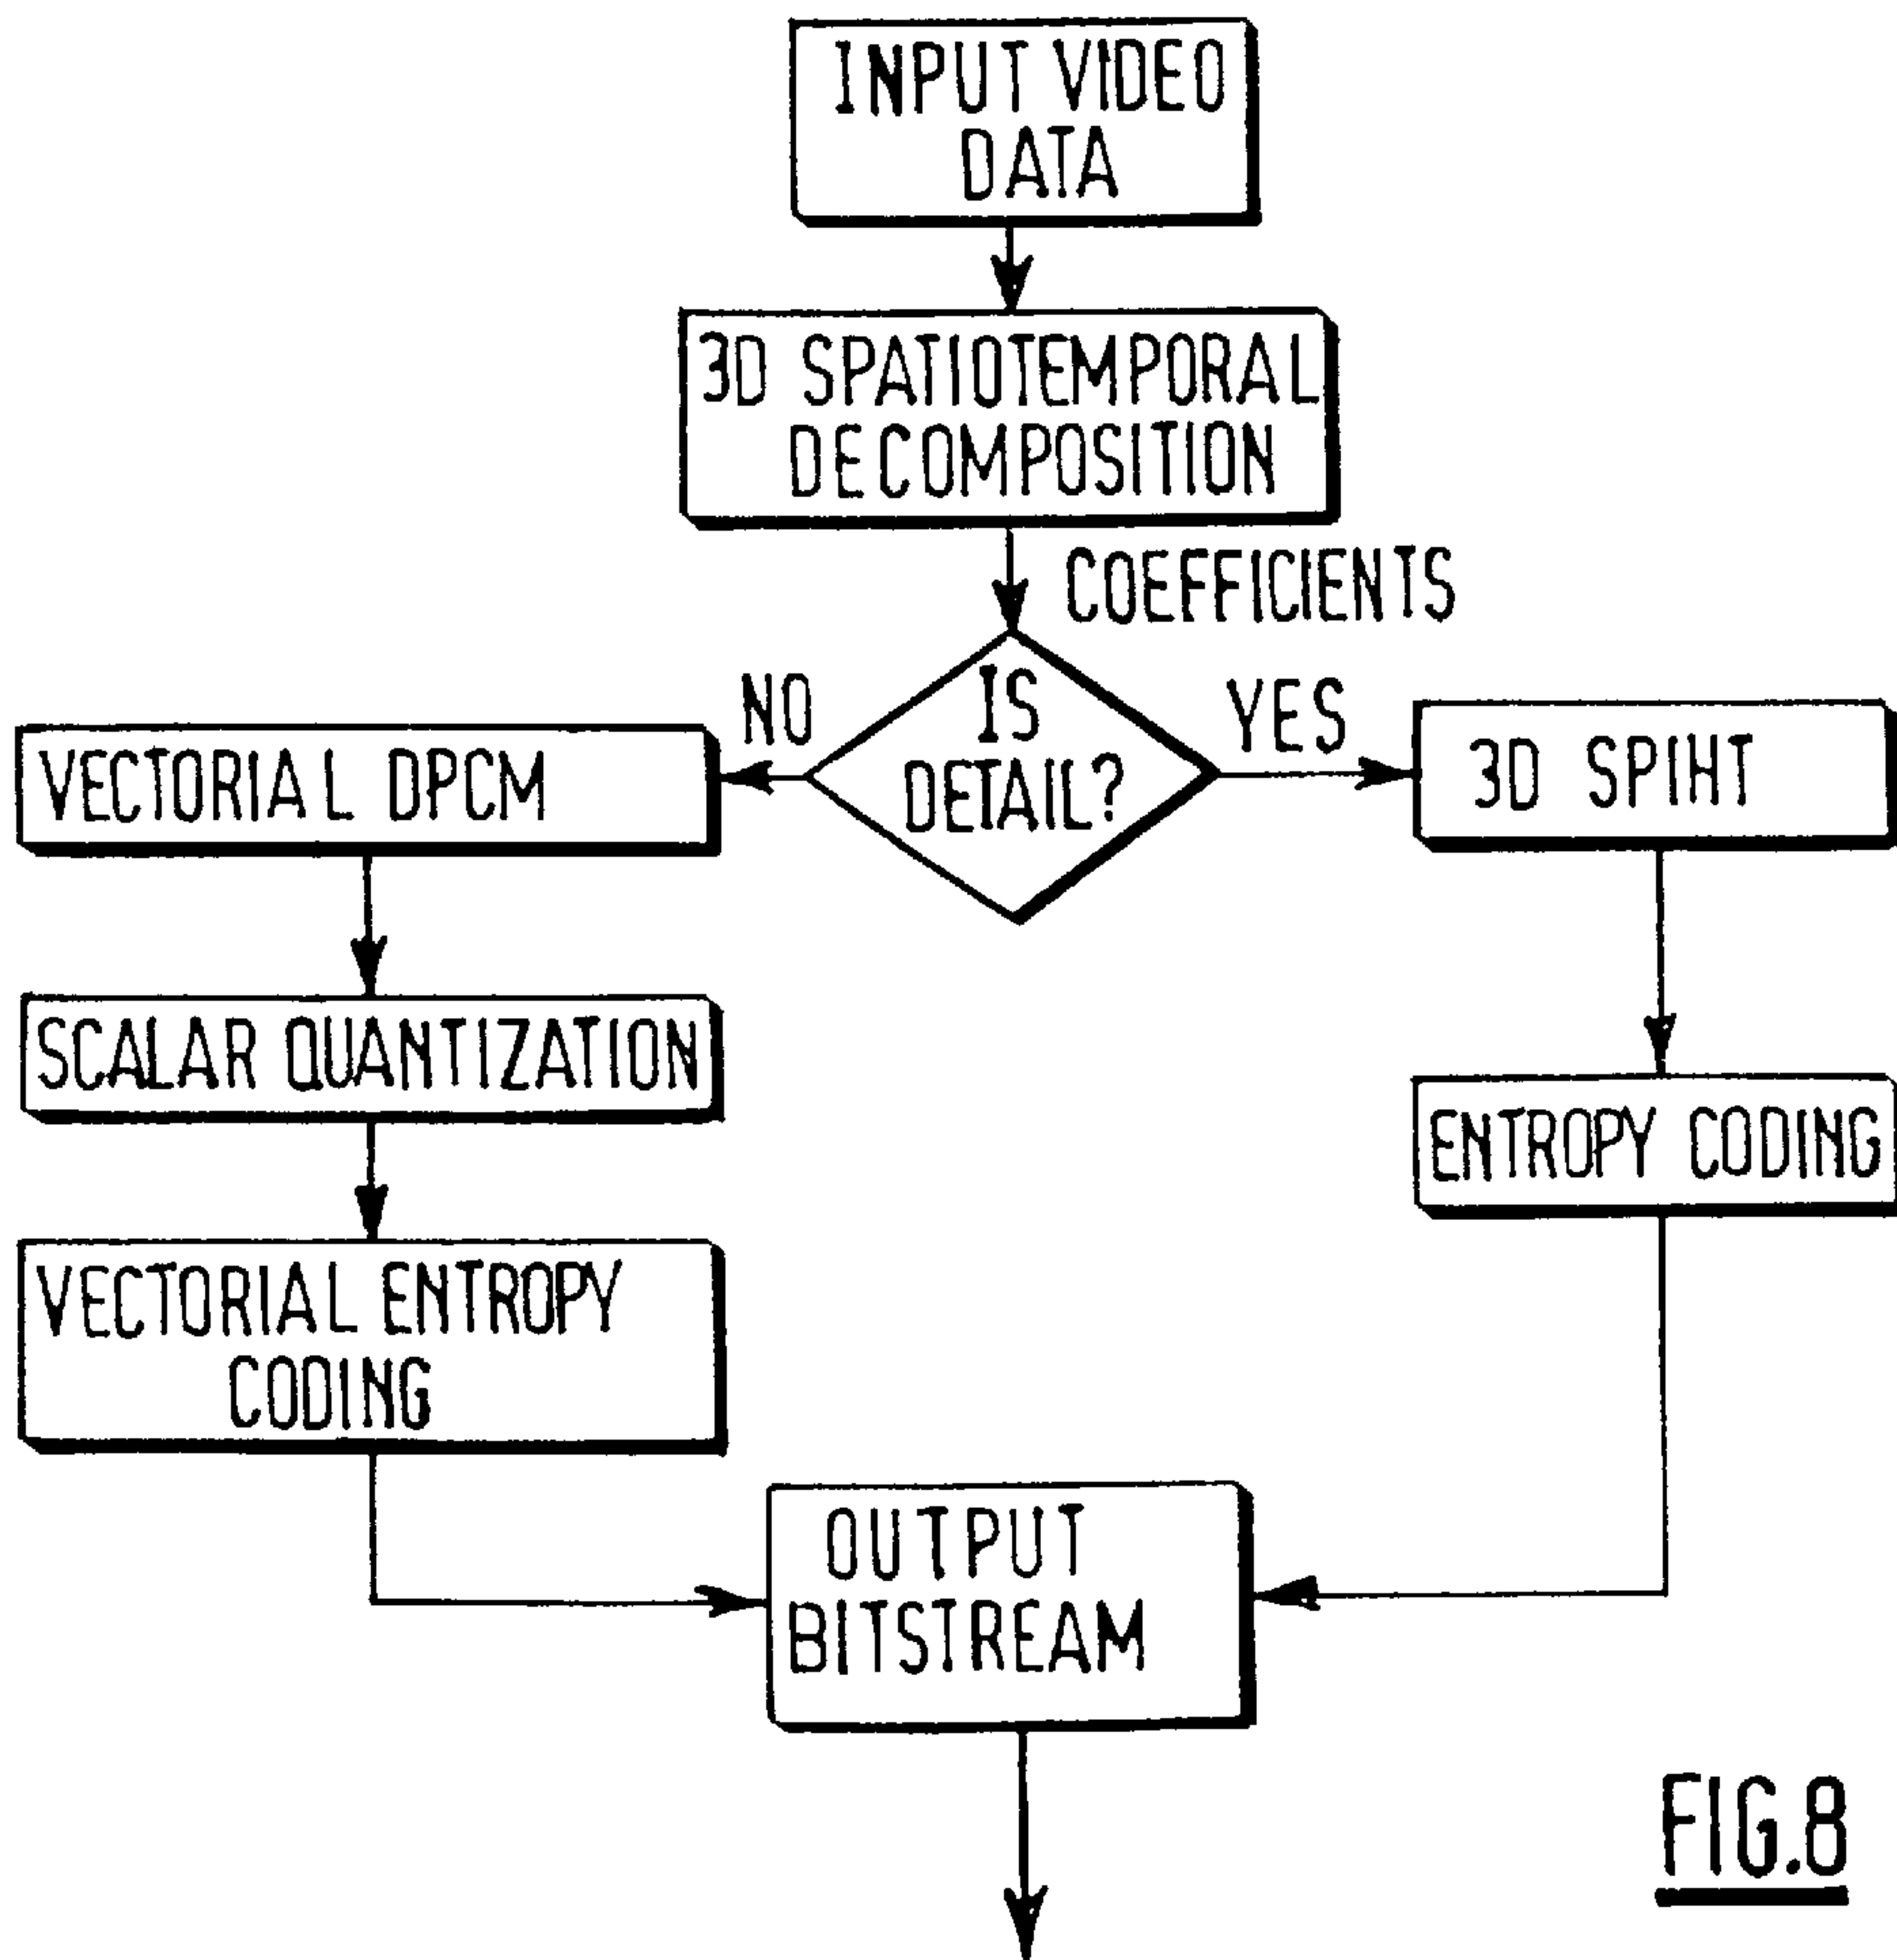 INPUT VIDEO
DATA
3D SPATIOTEMPORAL
DECOMPOSITION
COEFFICIENTS
NO
IS
DETAIL?
YES
VECTORIAL DPCM
3D SPIHT
SCALAR QUANTIZATION
ENTROPY CODING
VECTORIAL ENTROPY
CODING
OUTPUT
BITSTREAM
FIG.8